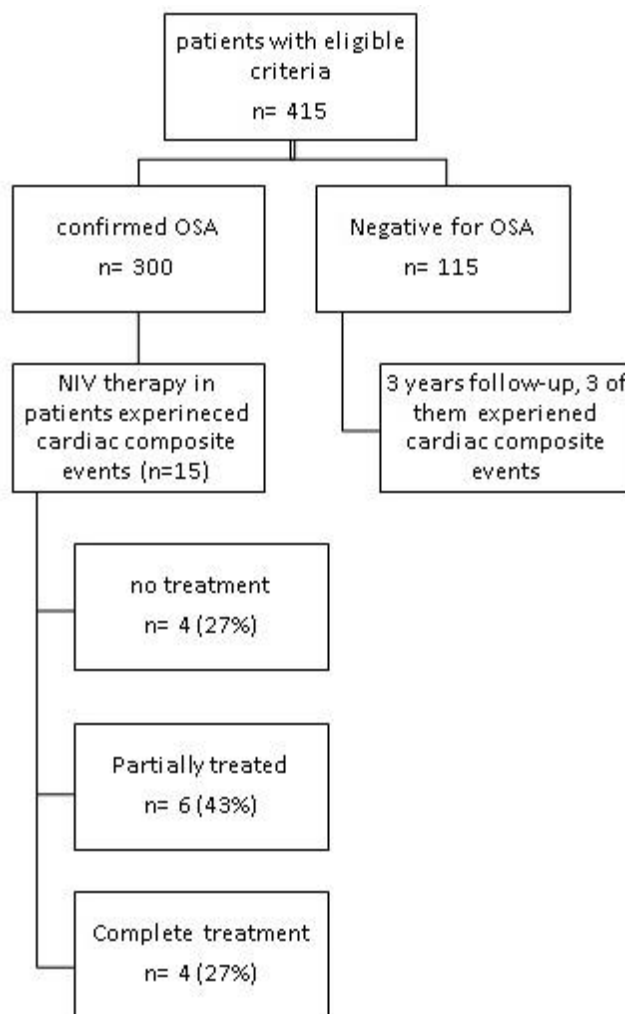 patients with eligible
criteria
n= 415
confirmed OSA
n= 300
Negative for OSA
n= 115
NIV therapy in
patients experineced
cardiac composite
events (n=15)
3 years follow-up, 3 of
them experiened
cardiac composite
events
no treatment
n= 4 (27%)
Partially treated
n= 6 (43%)
Complete treatment
n= 4 (27%)